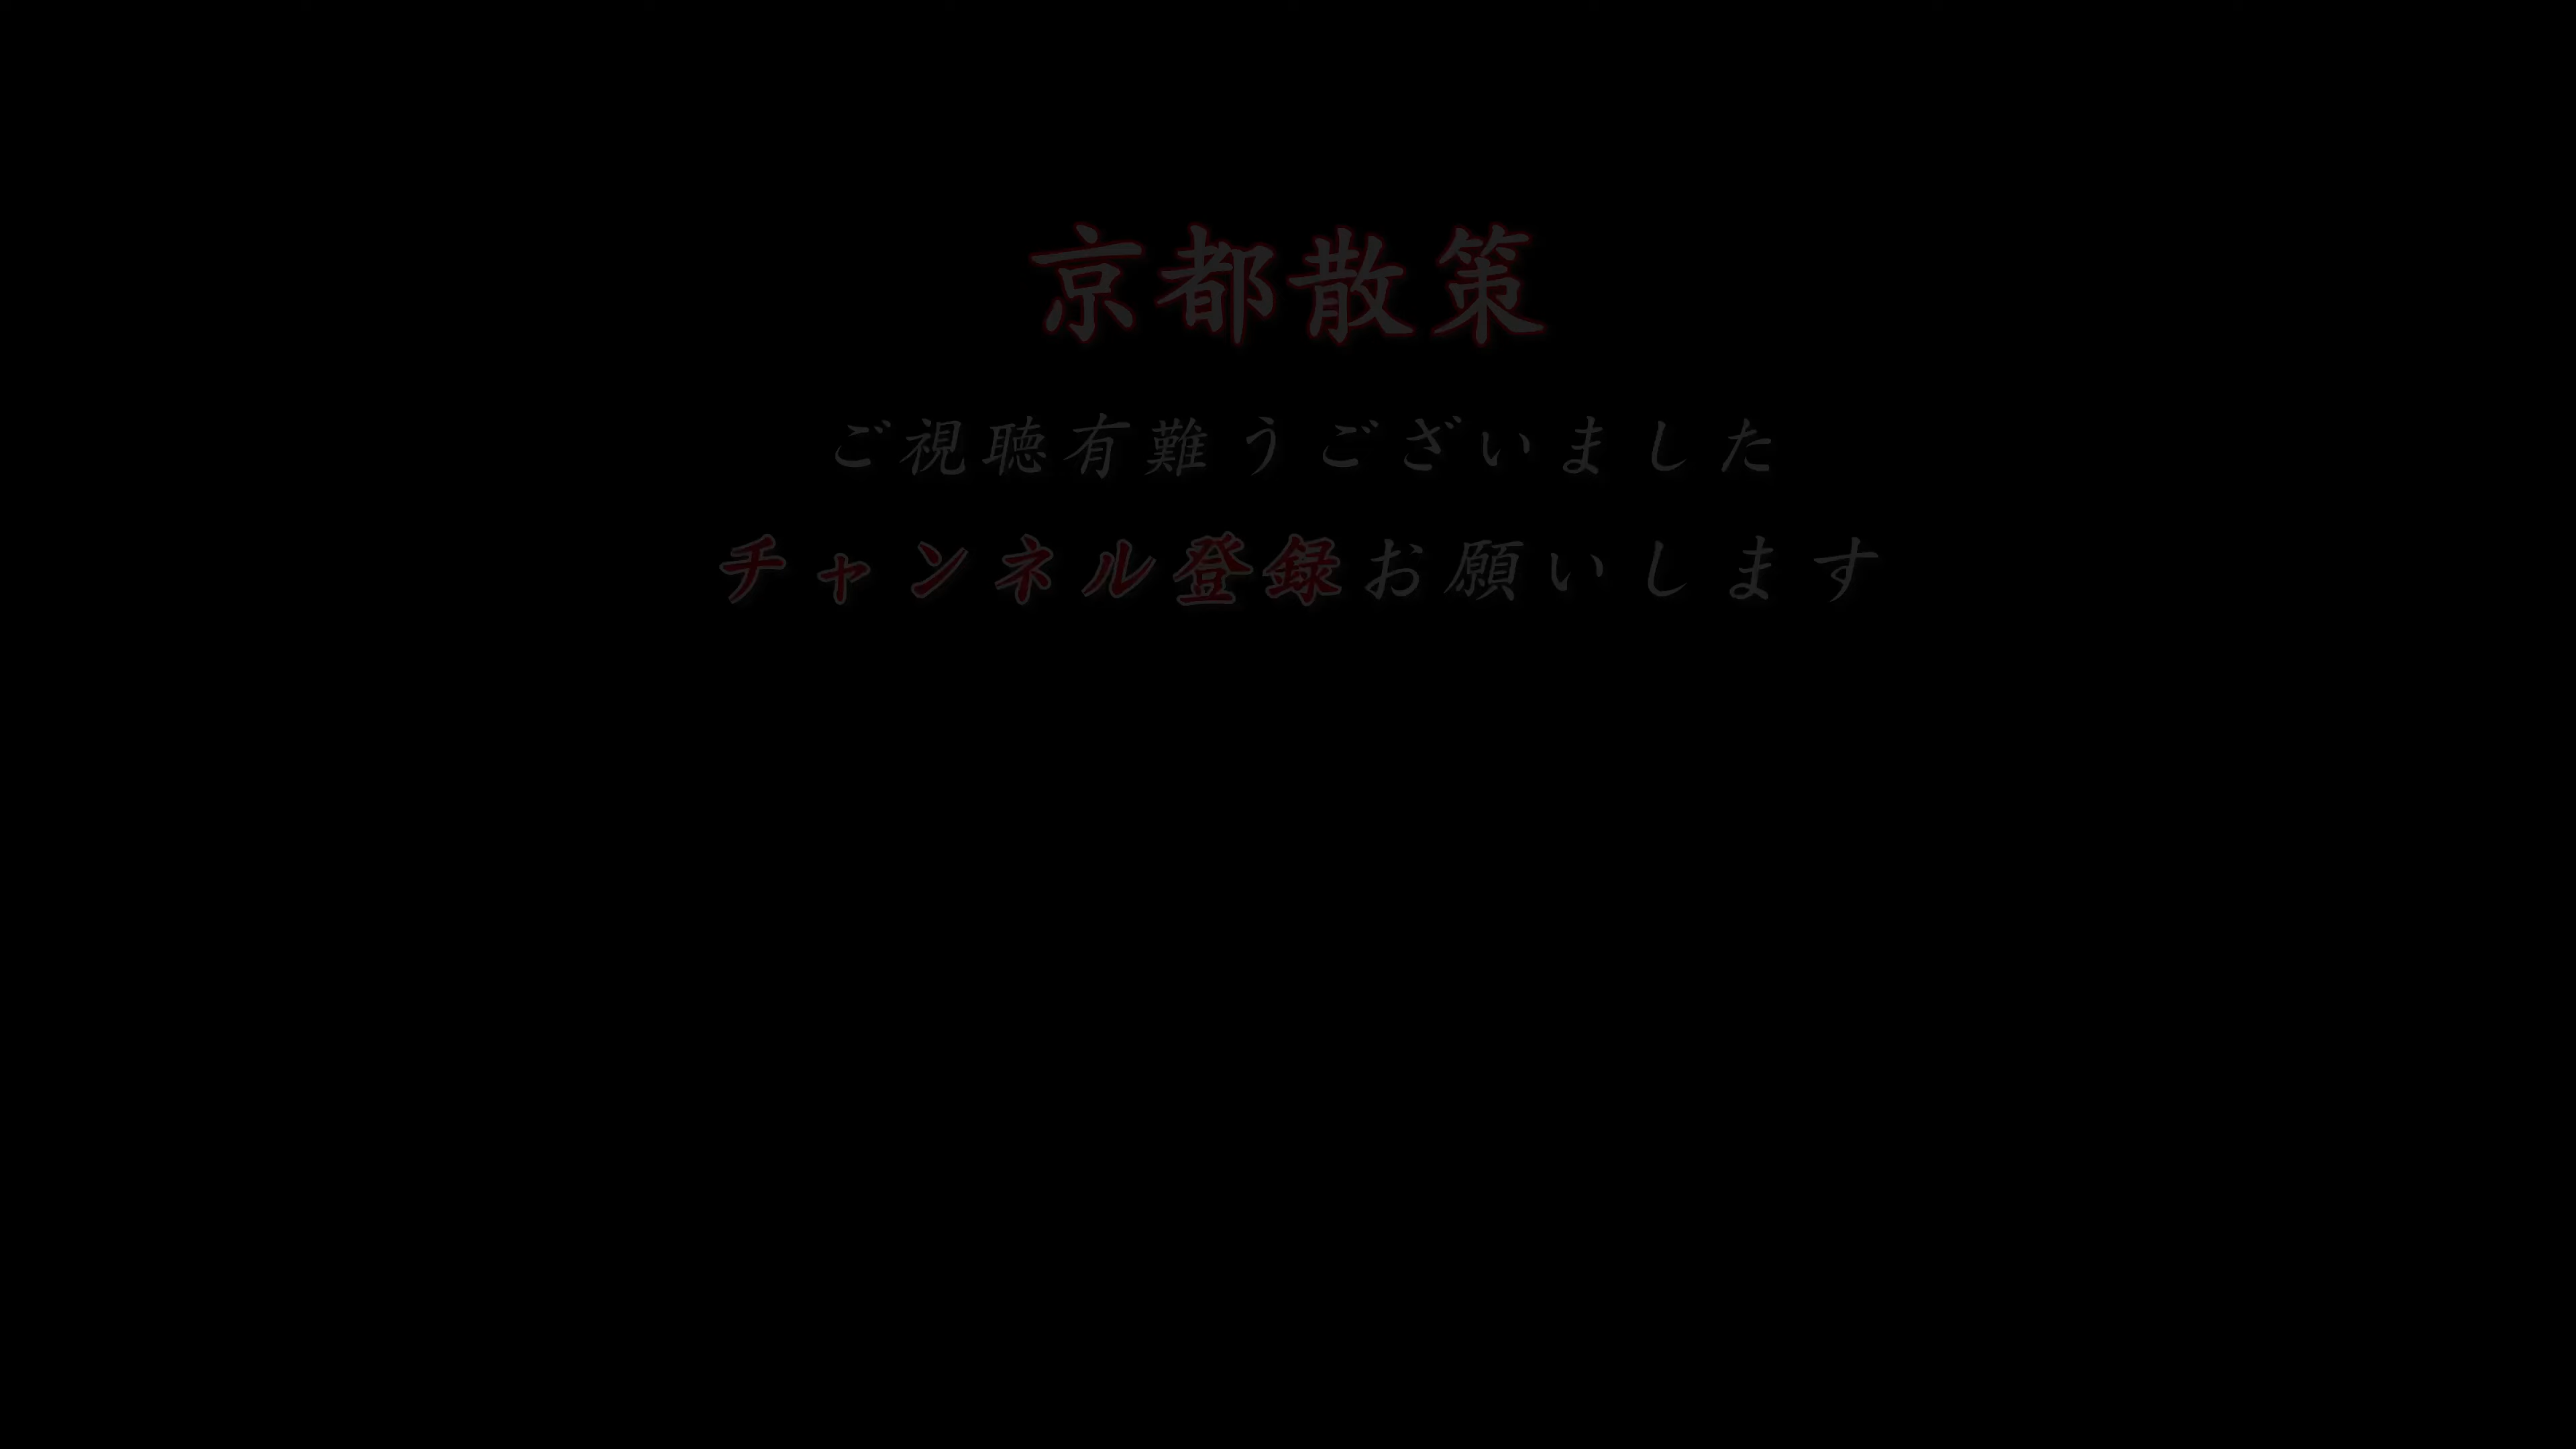 京都散策
ご視聴有難うございました
チャンネル登録お願いします